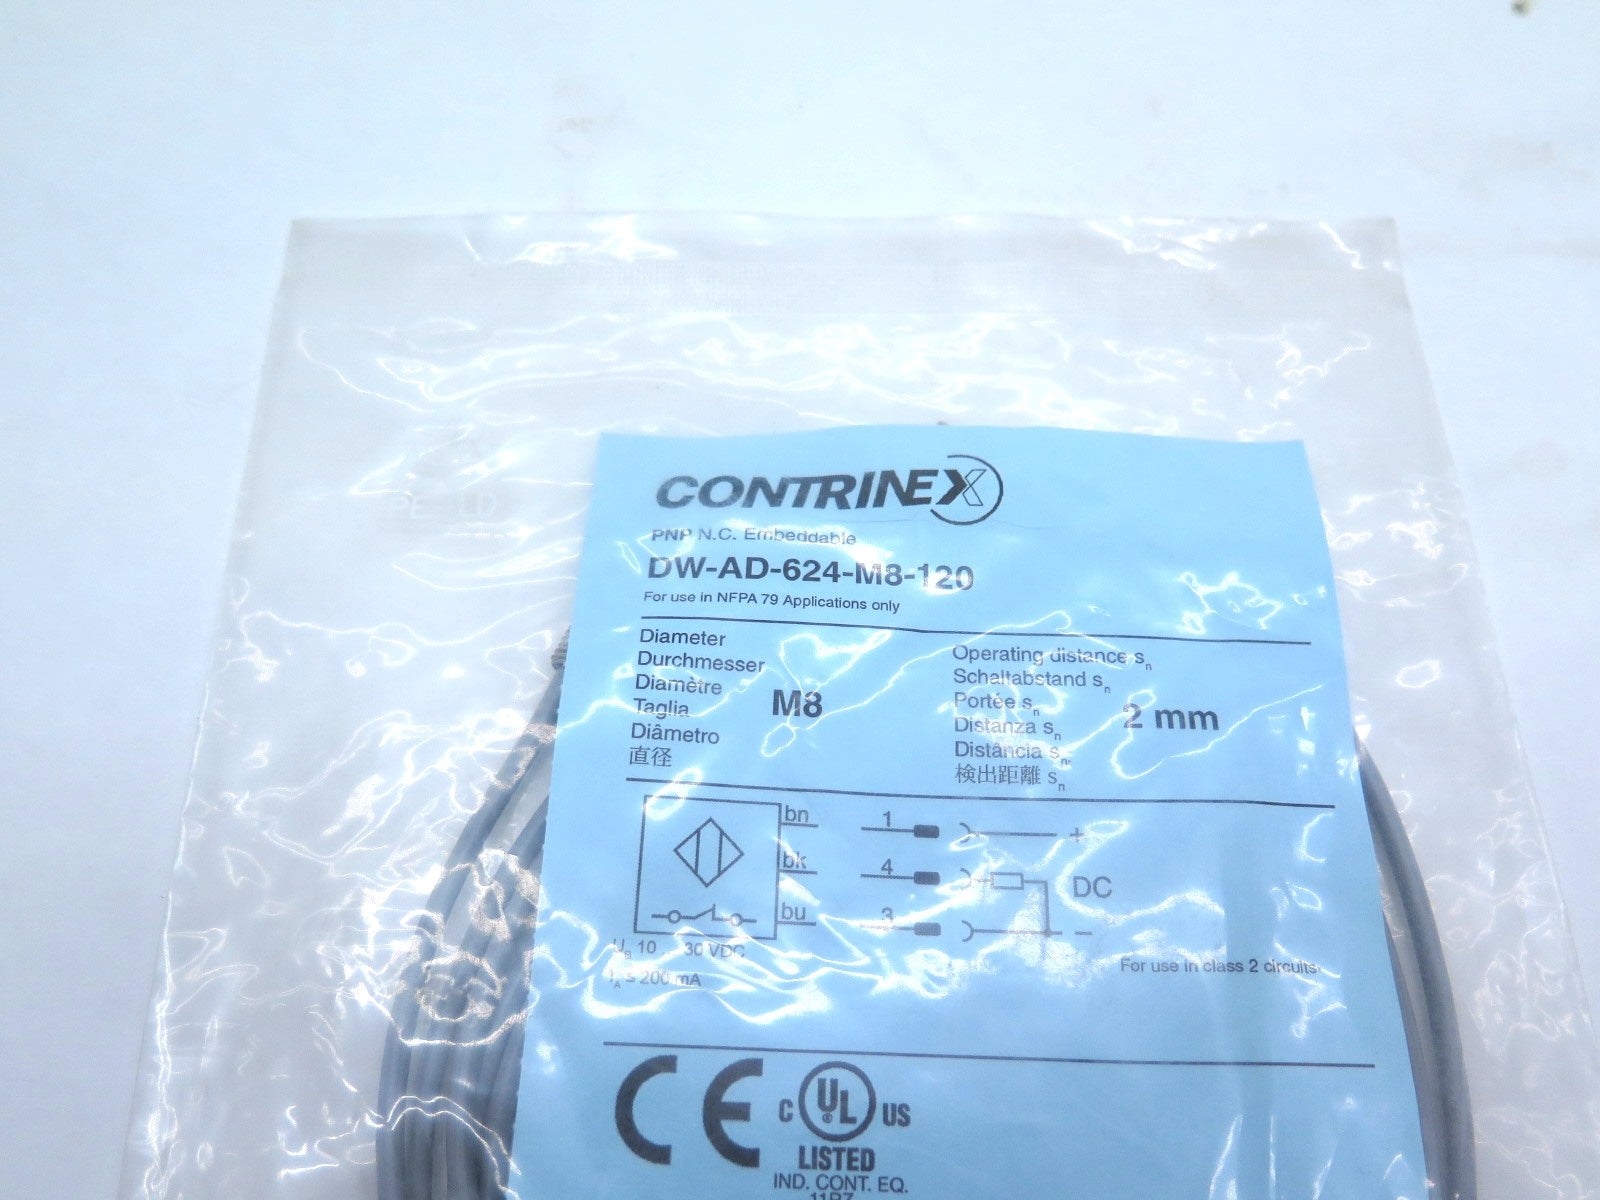 CONTRINEX
PNP N.C. Embeddable
DW-AD-624-M8-120
For use in NFPA 79 Applications only
Diameter
Durchmesser
Diamètre
Taglia
Diâmetro
直径
M8
Operating distance sn
Schaltabstand sn
Portée sn
Distanza sn
Distância sn
検出距離 sn
2 mm
bn
bk
bu
1
4
3
+
DC
–
UB 10 30 VDC
IA = 200 mA
For use in class 2 circuits
CE
C UL US
LISTED
IND. CONT. EQ.